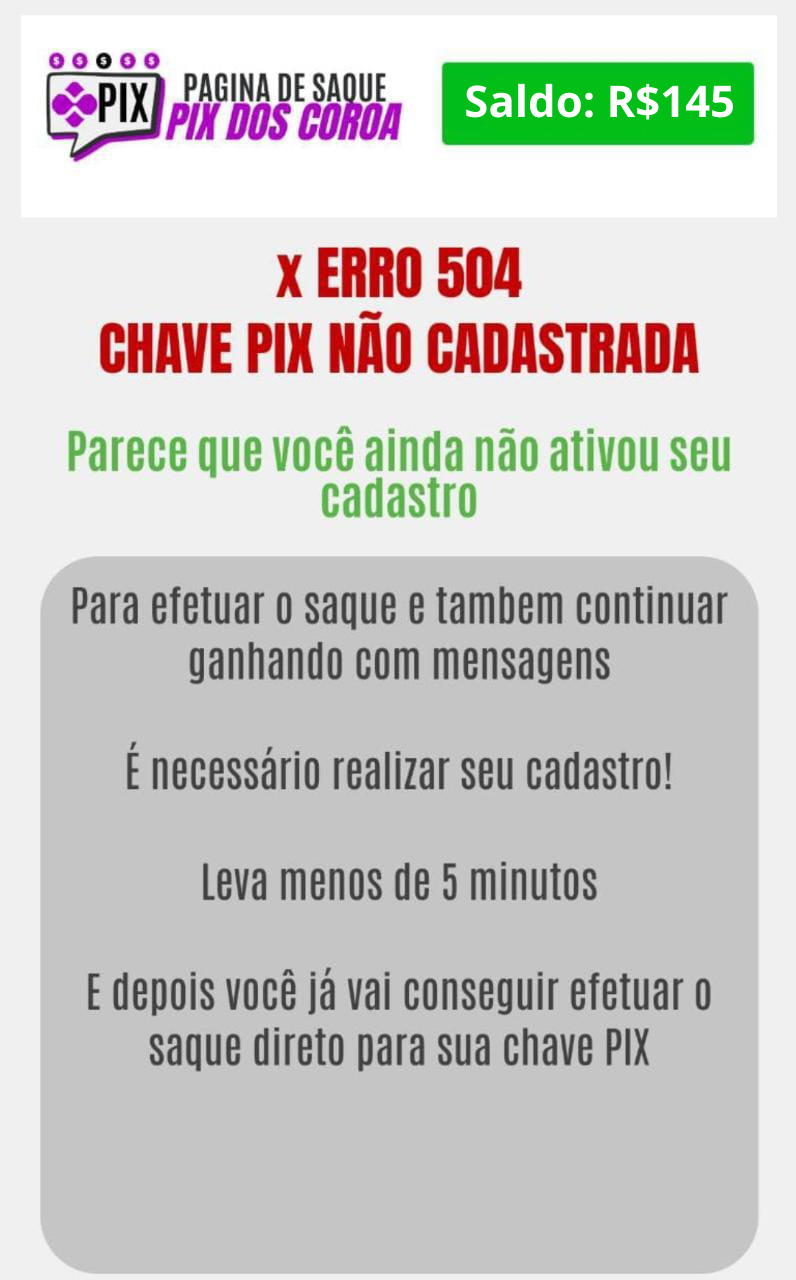 $ $ $ $ $
PIX
PAGINA DE SAQUE
PIX DOS COROA
Saldo: R$145
x ERRO 504
CHAVE PIX NÃO CADASTRADA
Parece que você ainda não ativou seu
cadastro
Para efetuar o saque e tambem continuar
ganhando com mensagens
É necessário realizar seu cadastro!
Leva menos de 5 minutos
E depois você já vai conseguir efetuar o
saque direto para sua chave PIX